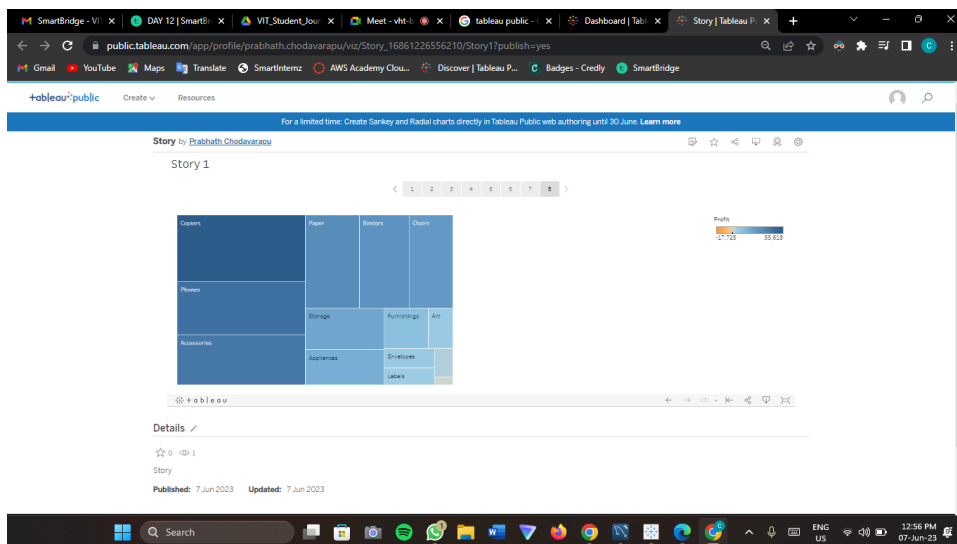 SmartBridge - VIT
DAY 12 | SmartBri
VIT_Student_Jour
Meet - vht-b
tableau public -
Dashboard | Tabl
Story | Tableau Pu
public.tableau.com/app/profile/prabhath.chodavarapu/viz/Story_16861226556210/Story1?publish=yes
Gmail YouTube Maps Translate SmartInternz AWS Academy Clou... Discover | Tableau P... Badges - Credly SmartBridge
+ableau public Create Resources
For a limited time: Create Sankey and Radial charts directly in Tableau Public web authoring until 30 June. Learn more
Story by Prabhath Chodavarapu
Story 1
1 2 3 4 5 6 7 8
Copiers
Paper
Binders
Chairs
Profit
-17,725 55,618
Phones
Storage
Furnishings
Art
Accessories
Appliances
Envelopes
Labels
+ableau
Details
0 1
Story
Published: 7 Jun 2023 Updated: 7 Jun 2023
Search
ENG
US
12:56 PM
07-Jun-23